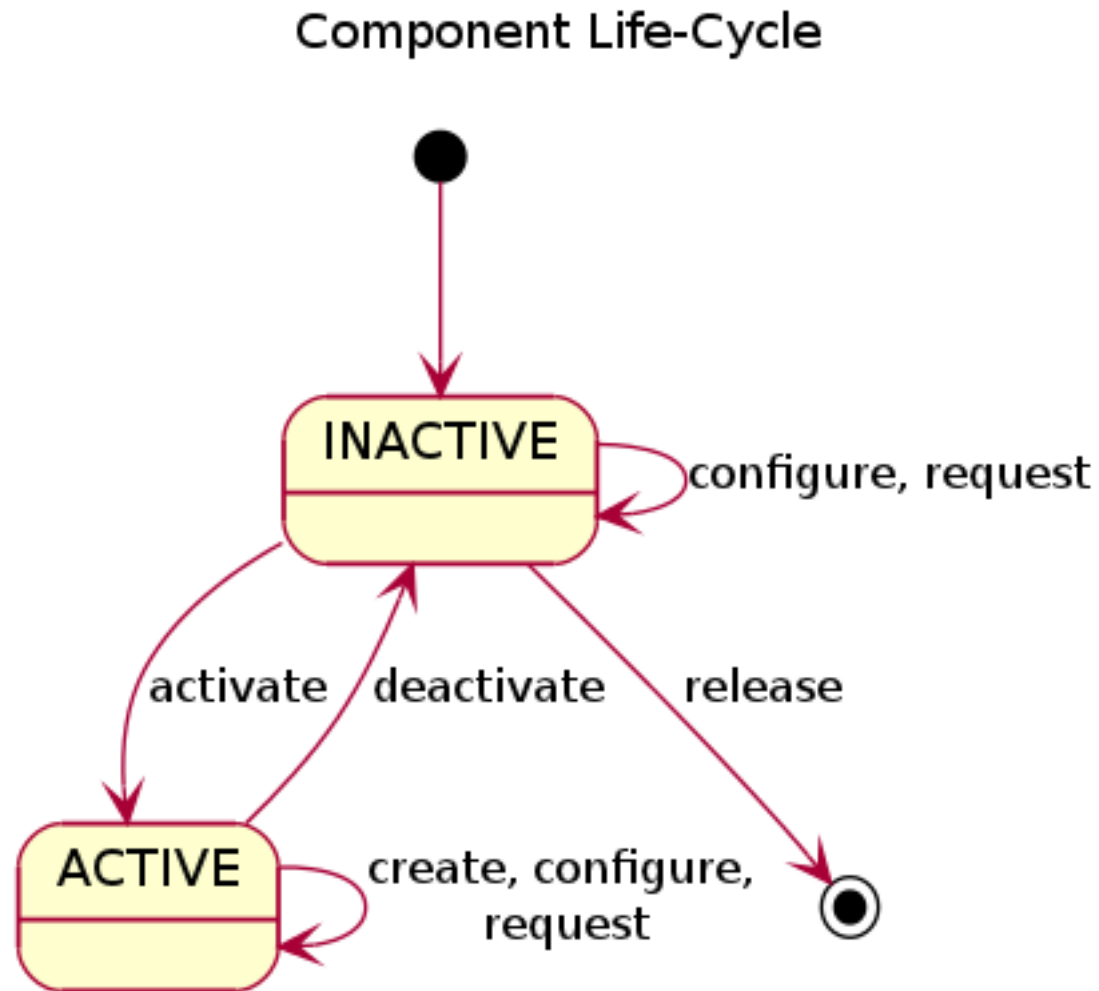 Component Life-Cycle
INACTIVE
configure, request
activate
deactivate
release
ACTIVE
create, configure,
request